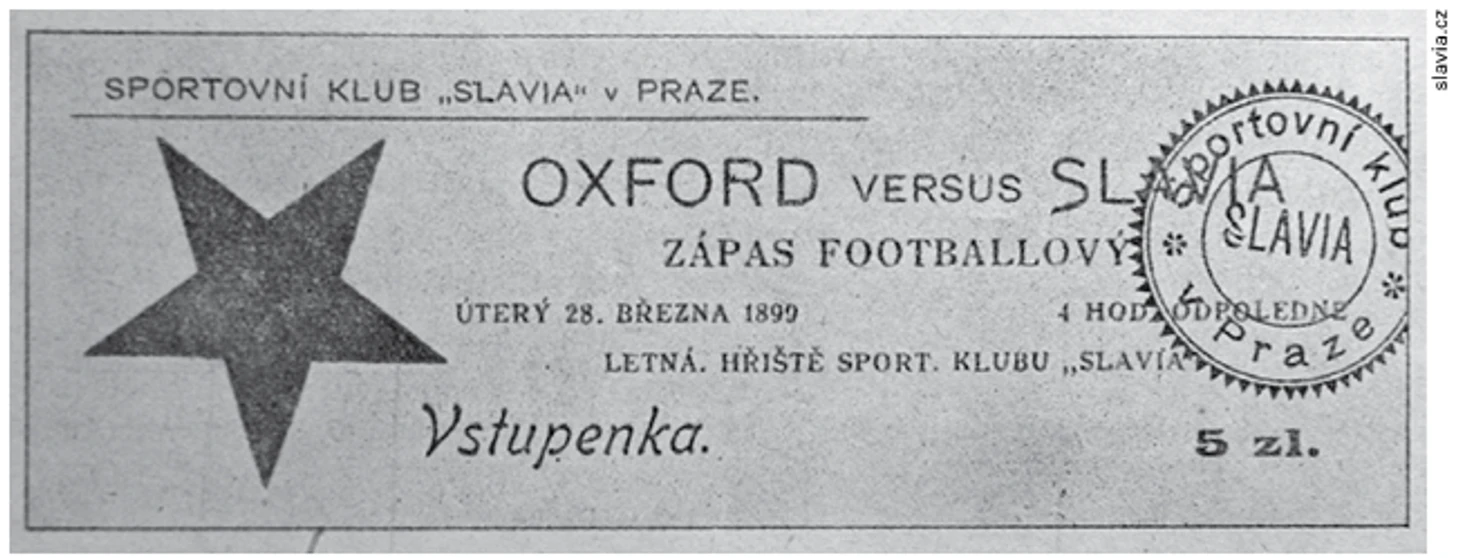 SPORTOVNÍ KLUB „SLAVIA“ v PRAZE.
OXFORD VERSUS SLAVIA
ZÁPAS FOOTBALLOVÝ
ÚTERÝ 28. BŘEZNA 1899 4 HOD. ODPOLEDNE
LETNÁ. HŘIŠTĚ SPORT. KLUBU „SLAVIA“
Vstupenka. 5 zl.
Sportovní klub
SLAVIA
v Praze
slavia.cz